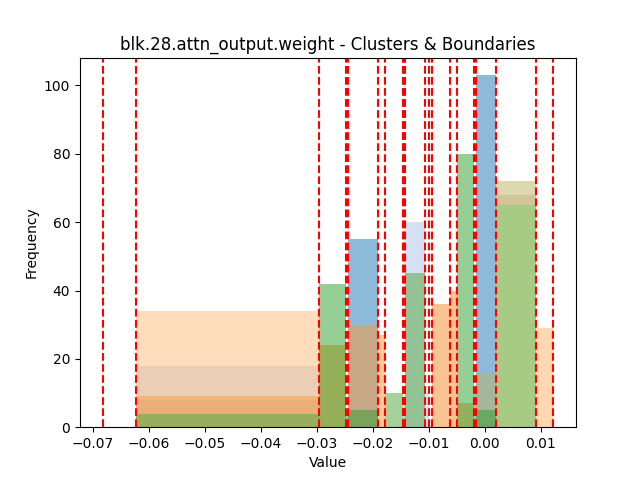 blk.28.attn_output.weight - Clusters & Boundaries
100
80
60
40
20
0
Frequency
−0.07 −0.06 −0.05 −0.04 −0.03 −0.02 −0.01 0.00 0.01
Value